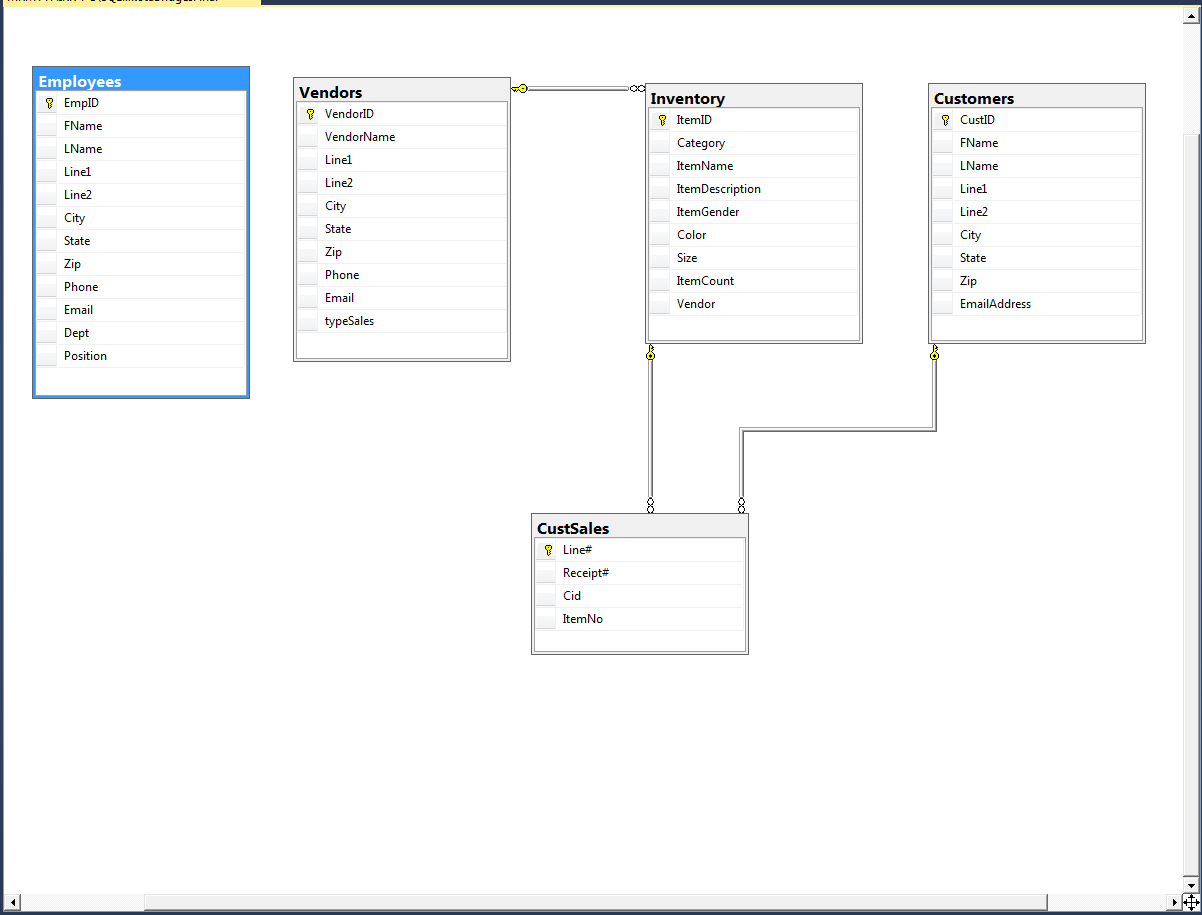 Employees
EmpID
FName
LName
Line1
Line2
City
State
Zip
Phone
Email
Dept
Position
Vendors
VendorID
VendorName
Line1
Line2
City
State
Zip
Phone
Email
typeSales
Inventory
ItemID
Category
ItemName
ItemDescription
ItemGender
Color
Size
ItemCount
Vendor
Customers
CustID
FName
LName
Line1
Line2
City
State
Zip
EmailAddress
CustSales
Line#
Receipt#
Cid
ItemNo